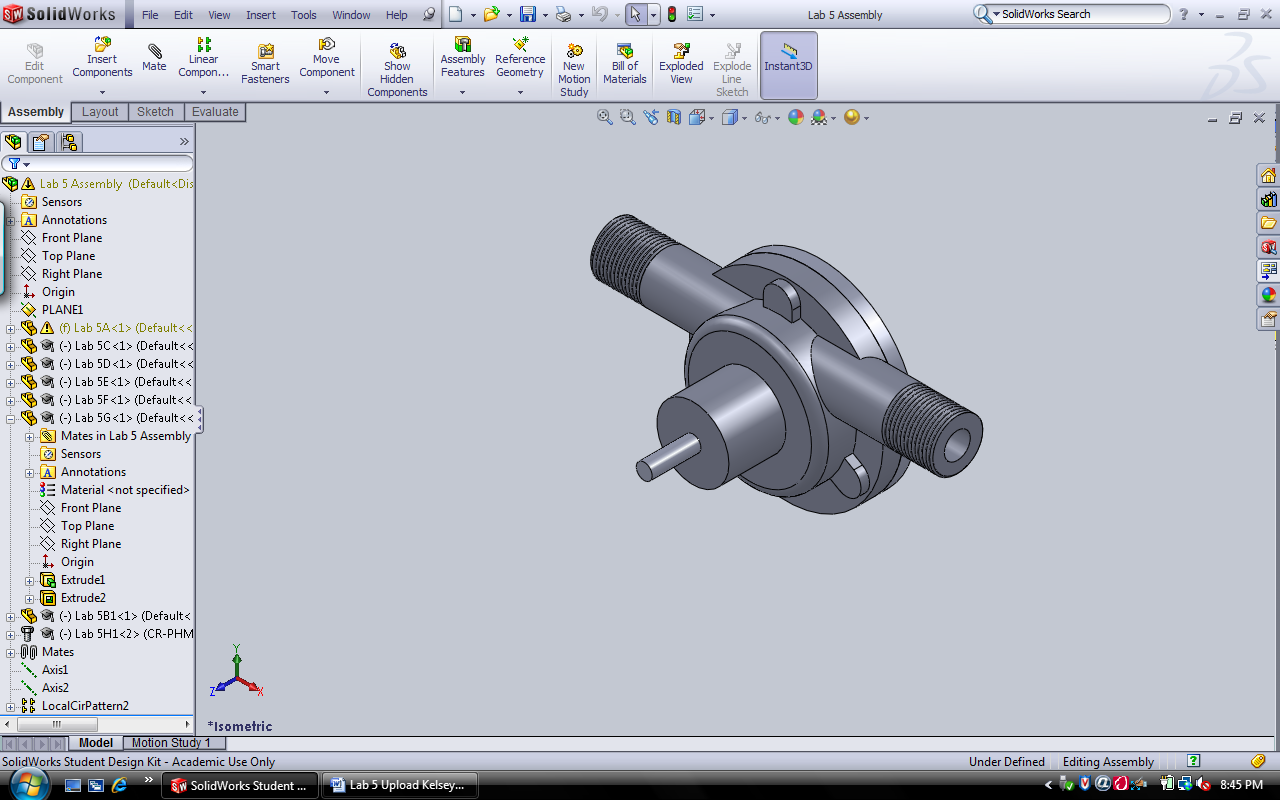 SolidWorks File Edit View Insert Tools Window Help Lab 5 Assembly SolidWorks Search
Edit Component
Insert Components
Mate
Linear Compon...
Smart Fasteners
Move Component
Show Hidden Components
Assembly Features
Reference Geometry
New Motion Study
Bill of Materials
Exploded View
Explode Line Sketch
Instant3D
Assembly Layout Sketch Evaluate
Lab 5 Assembly (Default<Dis
Sensors
Annotations
Front Plane
Top Plane
Right Plane
Origin
PLANE1
(f) Lab 5A<1> (Default<<
(-) Lab 5C<1> (Default<<
(-) Lab 5D<1> (Default<<
(-) Lab 5E<1> (Default<<
(-) Lab 5F<1> (Default<<
(-) Lab 5G<1> (Default<<
Mates in Lab 5 Assembly
Sensors
Annotations
Material <not specified>
Front Plane
Top Plane
Right Plane
Origin
Extrude1
Extrude2
(-) Lab 5B1<1> (Default<
(-) Lab 5H1<2> (CR-PHM
Mates
Axis1
Axis2
LocalCirPattern2
Y
Z X
*Isometric
Model Motion Study 1
SolidWorks Student Design Kit - Academic Use Only Under Defined Editing Assembly
SolidWorks Student ... Lab 5 Upload Kelsey... 8:45 PM